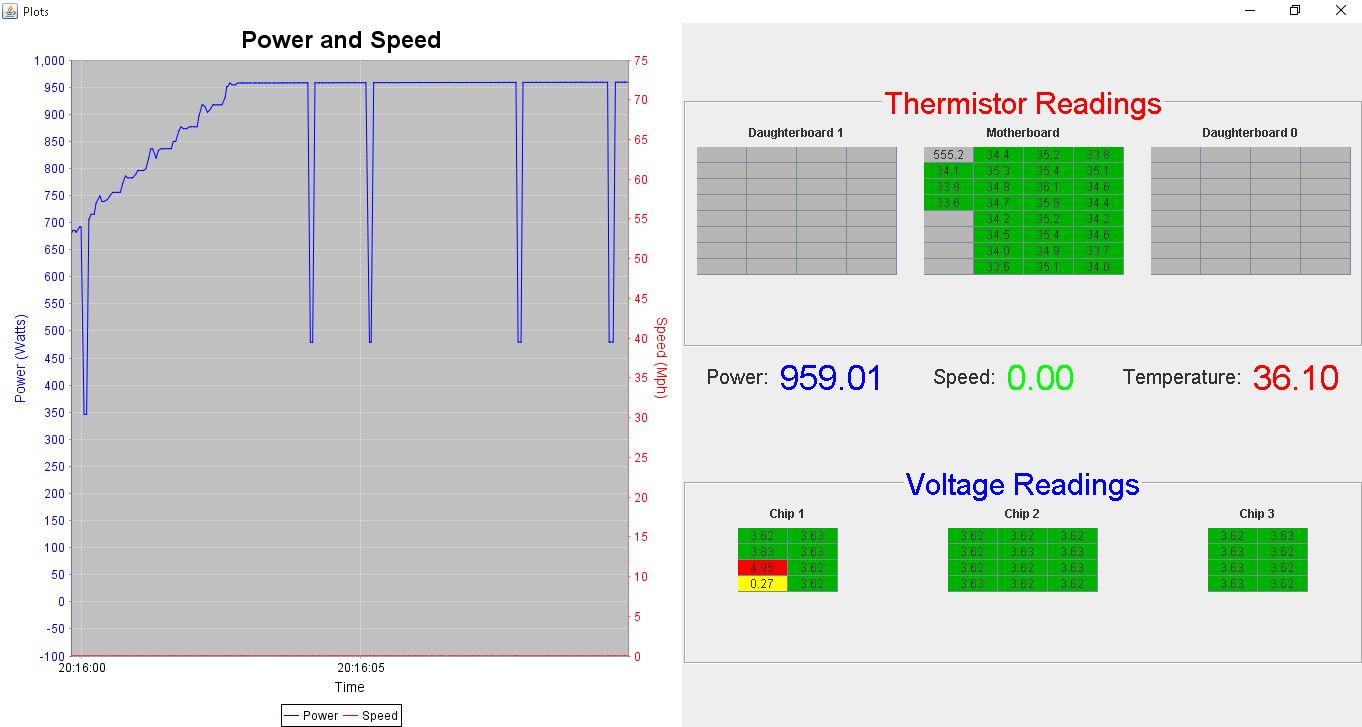 Plots
Power and Speed
1,000
950
900
850
800
750
700
650
600
550
500
450
400
350
300
250
200
150
100
50
0
-50
-100
Power (Watts)
75
70
65
60
55
50
45
40
35
30
25
20
15
10
5
0
Speed (Mph)
20:16:00 20:16:05
Time
Power Speed
Thermistor Readings
Daughterboard 1 Motherboard Daughterboard 0
555.2 34.4 35.2 33.8
34.1 35.3 35.4 35.1
33.8 34.8 36.1 34.6
33.6 34.7 35.8 34.4
34.2 35.2 34.2
34.5 35.4 34.6
34.0 34.9 33.7
33.6 35.1 34.0
Power: 959.01 Speed: 0.00 Temperature: 36.10
Voltage Readings
Chip 1 Chip 2 Chip 3
3.62 3.63 3.62 3.62 3.62 3.62 3.63
3.83 3.63 3.62 3.63 3.63 3.63 3.62
4.95 3.62 3.62 3.62 3.63 3.63 3.62
0.27 3.62 3.63 3.62 3.62 3.63 3.62